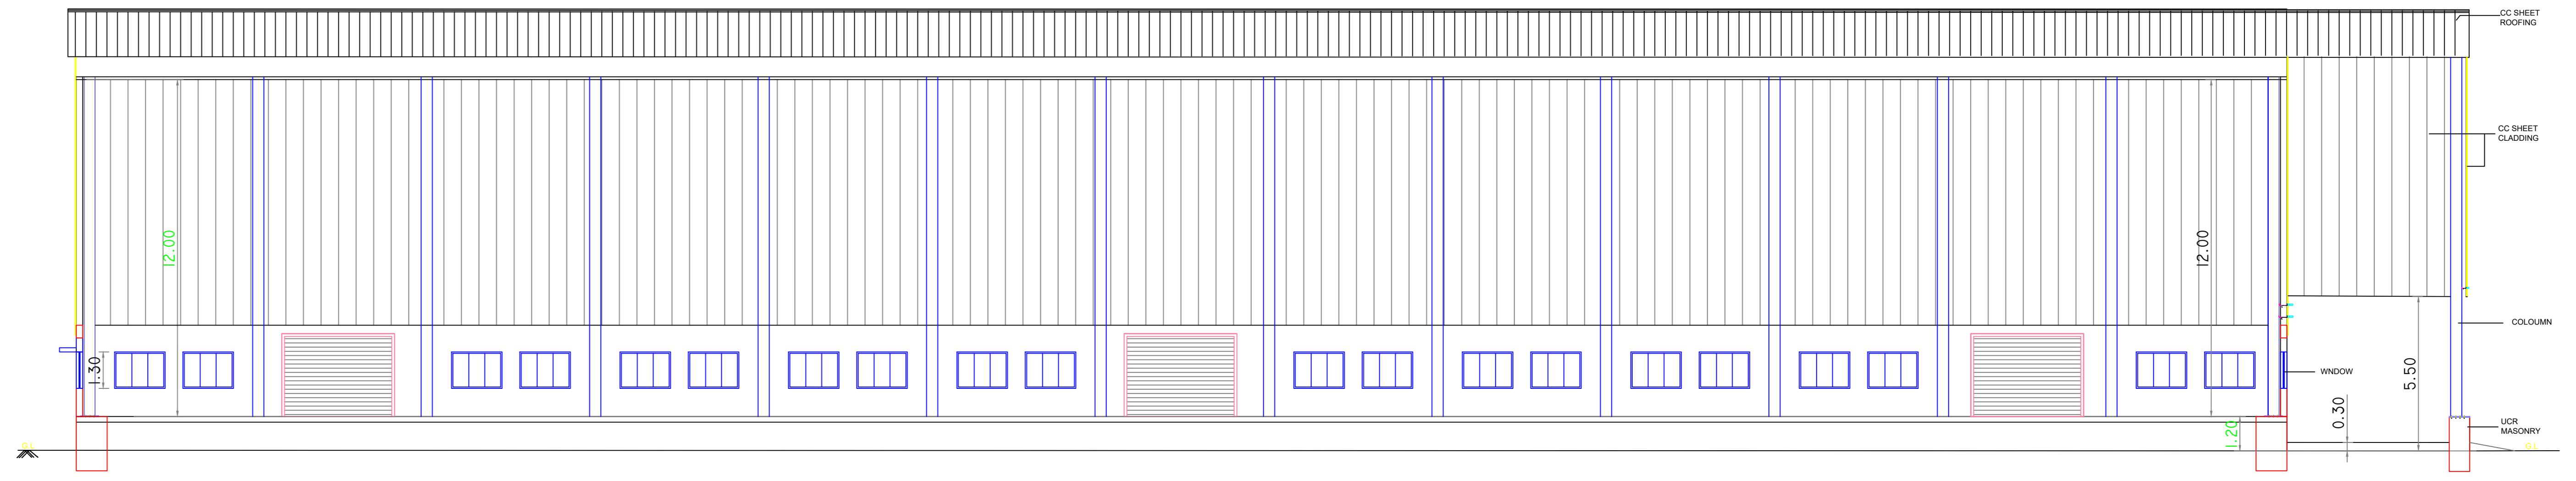 CC SHEET
ROOFING
CC SHEET
CLADDING
12.00
12.00
COLOUMN
1.30
WNDOW
5.50
0.30
1.20
UCR
MASONRY
G.L
G.L